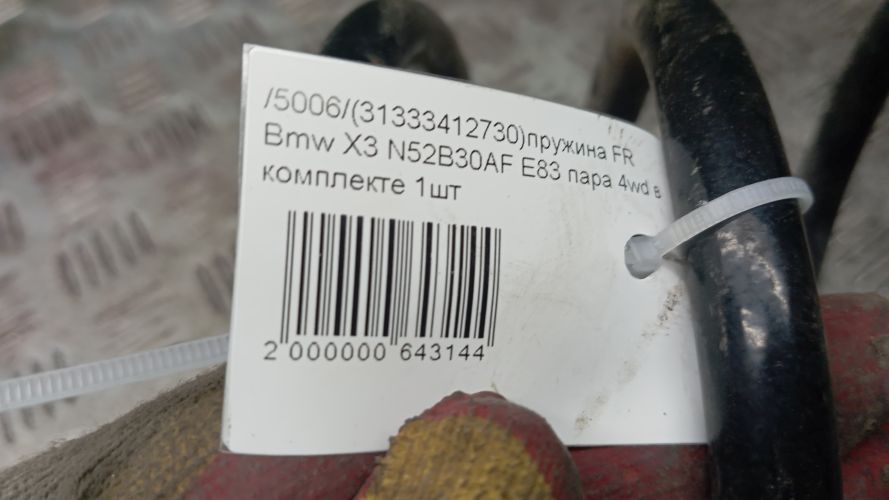 /5006/(31333412730)пружина FR
Bmw X3 N52B30AF E83 пара 4wd в
комплекте 1шт
2 000000 643144